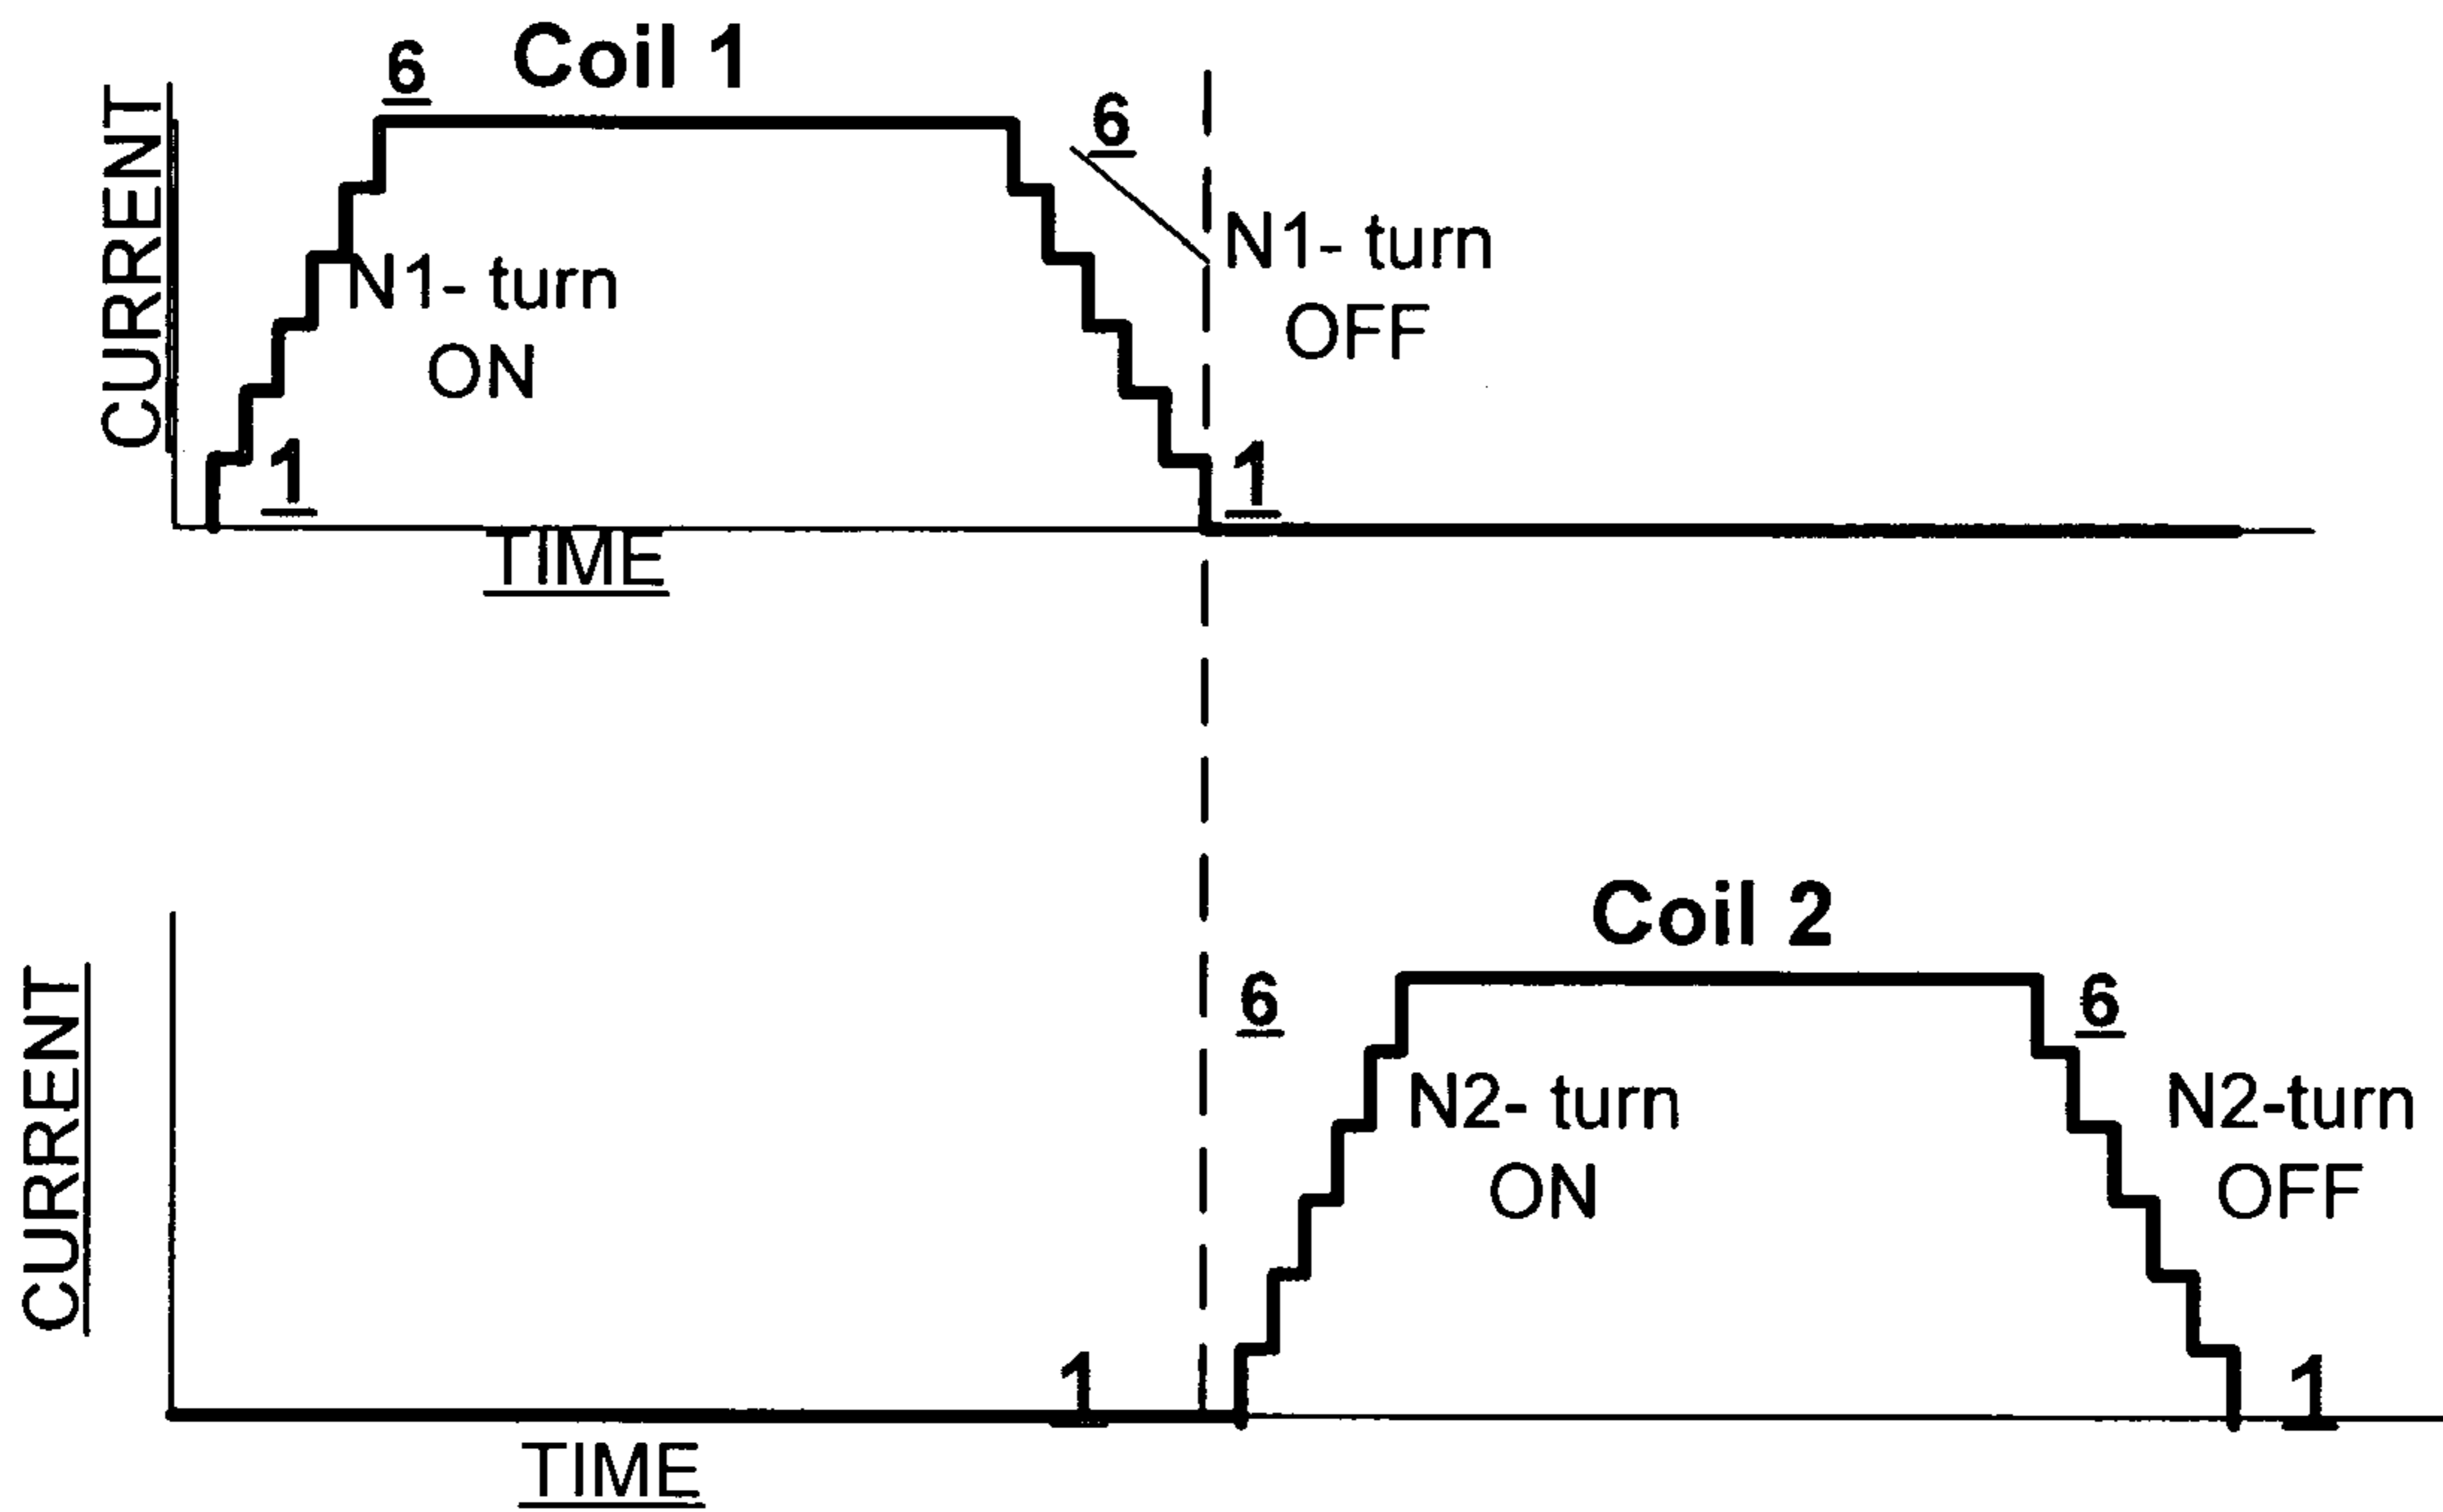 6
Coil 1
CURRENT
6
N1- turn
OFF
N1- turn
ON
1
1
TIME
Coil 2
CURRENT
6
6
N2- turn
ON
N2-turn
OFF
1
1
TIME